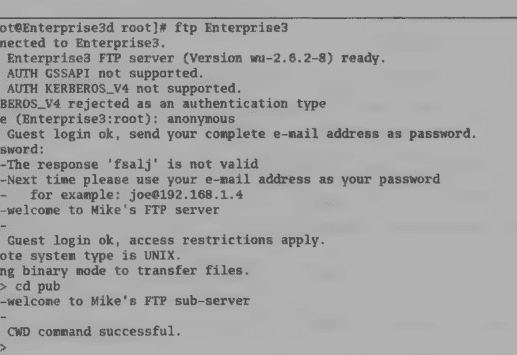 ot@Enterprise3d root]# ftp Enterprise3
nected to Enterprise3.
Enterprise3 FTP server (Version wu-2.6.2-8) ready.
AUTH GSSAPI not supported.
AUTH KERBEROS_V4 not supported.
BEROS_V4 rejected as an authentication type
e (Enterprise3:root): anonymous
Guest login ok, send your complete e-mail address as password.
sword:
-The response 'fsalj' is not valid
-Next time please use your e-mail address as your password
-   for example: joe@192.168.1.4
-welcome to Mike's FTP server
-
Guest login ok, access restrictions apply.
ote system type is UNIX.
ng binary mode to transfer files.
> cd pub
-welcome to Mike's FTP sub-server
-
CWD command successful.
>